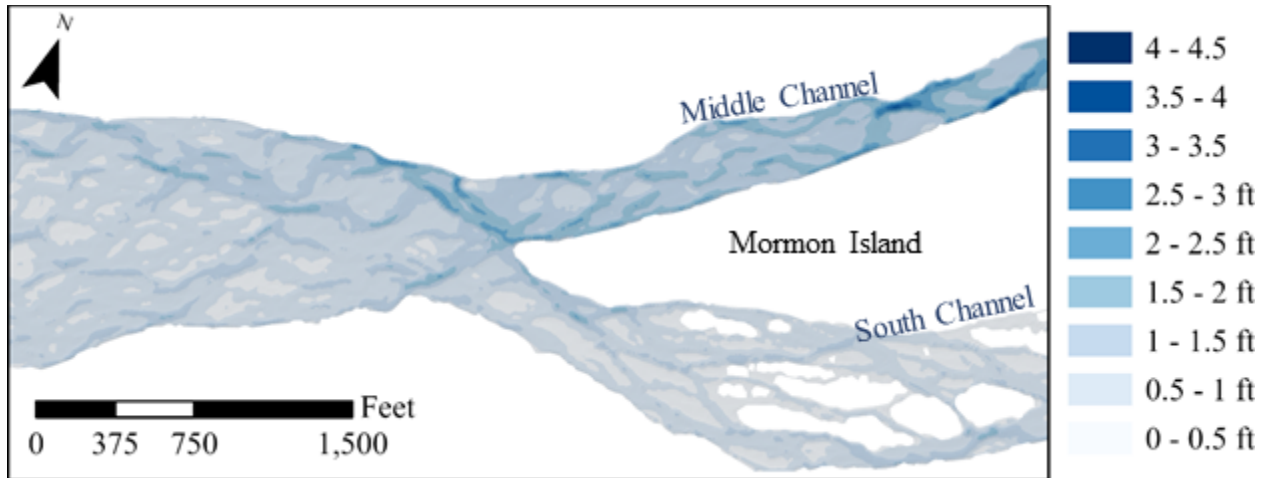 N
Middle Channel
Mormon Island
South Channel
Feet
0 375 750 1,500
4 - 4.5
3.5 - 4
3 - 3.5
2.5 - 3 ft
2 - 2.5 ft
1.5 - 2 ft
1 - 1.5 ft
0.5 - 1 ft
0 - 0.5 ft